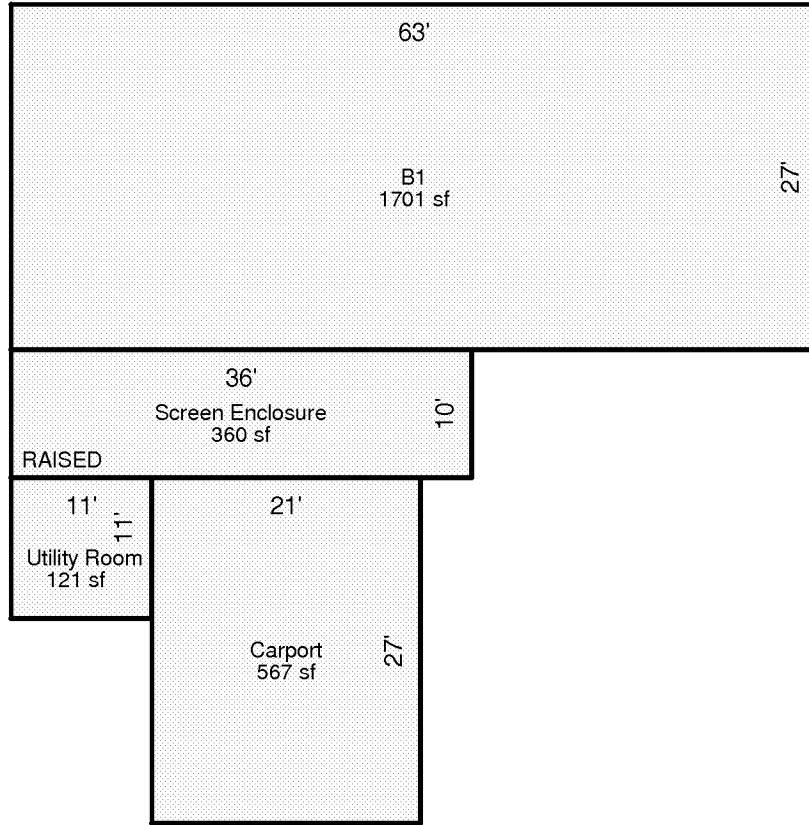 63'
B1
1701 sf
27'
36'
Screen Enclosure
360 sf
10'
RAISED
11'
11'
Utility Room
121 sf
21'
Carport
567 sf
27'